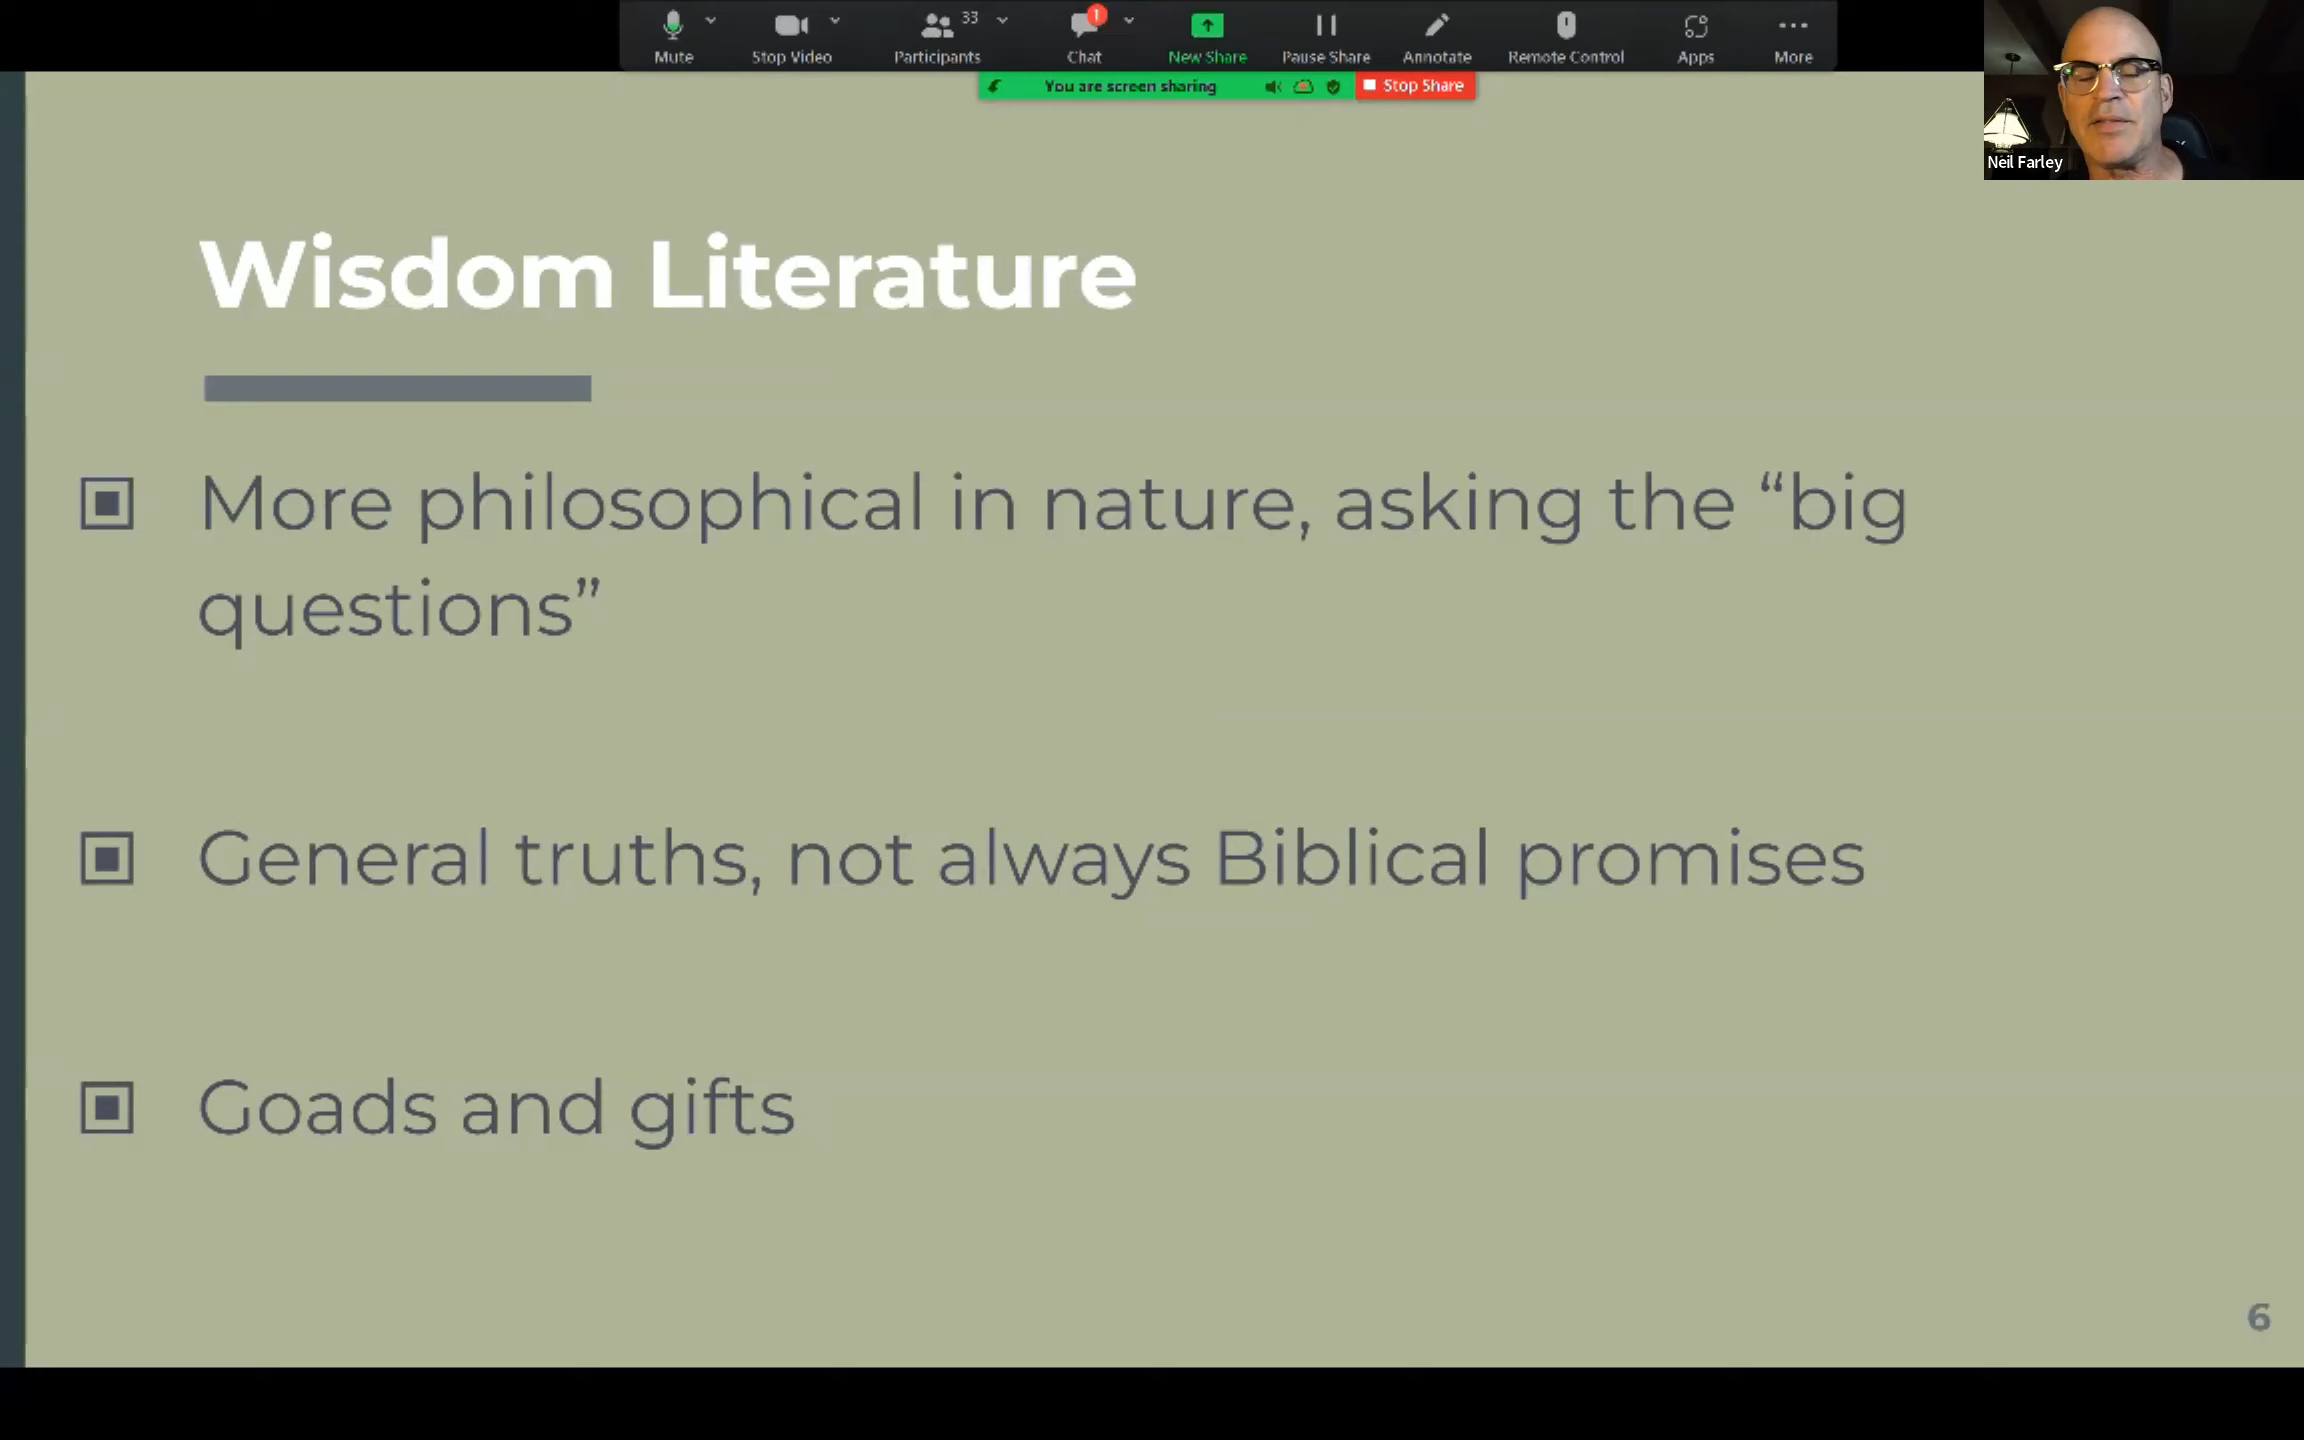 Mute
Stop Video
Participants 33
Chat 1
New Share
Pause Share
Annotate
Remote Control
Apps
More
You are screen sharing
Stop Share
Neil Farley
Wisdom Literature
More philosophical in nature, asking the “big
questions”
General truths, not always Biblical promises
Goads and gifts
6